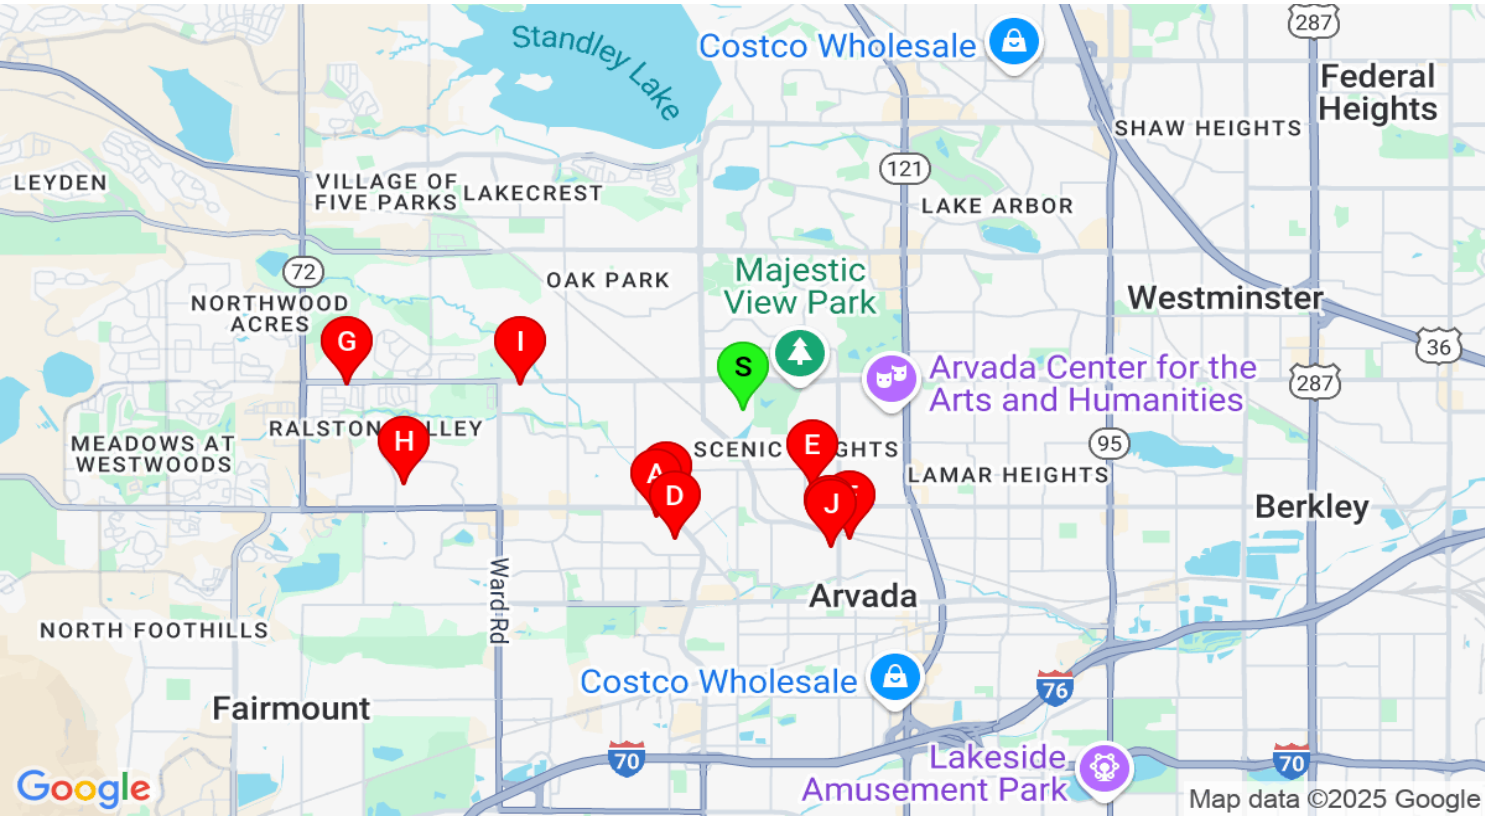 Standley Lake
Costco Wholesale
287
Federal
Heights
SHAW HEIGHTS
121
LEYDEN
VILLAGE OF
FIVE PARKS
LAKECREST
LAKE ARBOR
72
OAK PARK
Majestic
View Park
Westminster
NORTHWOOD
ACRES
G
I
S
36
Arvada Center for the
Arts and Humanities
287
RALSTON
LLEY
H
MEADOWS AT
WESTWOODS
SCENIC
E
GHTS
95
LAMAR HEIGHTS
A
D
J
Berkley
Ward Rd
Arvada
NORTH FOOTHILLS
Costco Wholesale
76
Fairmount
70
Lakeside
Amusement Park
70
Google
Map data ©2025 Google